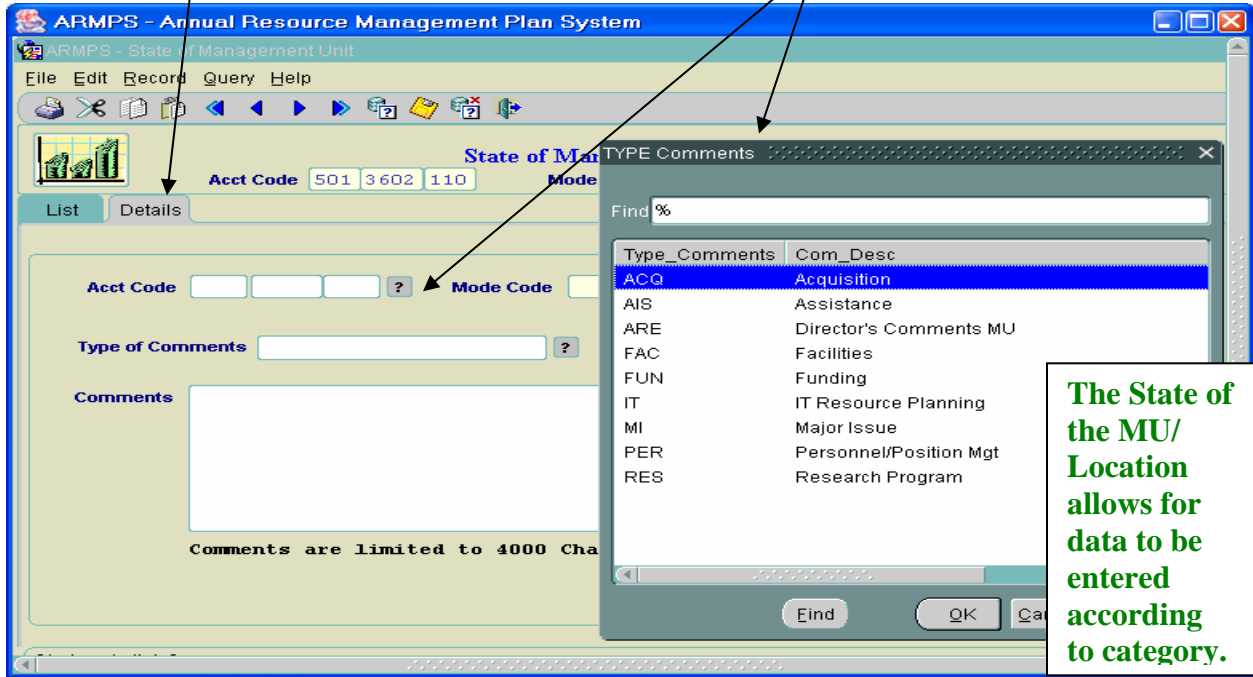 ARMPS - Annual Resource Management Plan System
ARMPS - State of Management Unit
File Edit Record Query Help
State of Mar
Acct Code 501 3602 110 Mode
List Details
Acct Code ? Mode Code
Type of Comments ?
Comments
Comments are limited to 4000 Cha
TYPE Comments
Find %
Type_Comments Com_Desc
ACQ Acquisition
AIS Assistance
ARE Director's Comments MU
FAC Facilities
FUN Funding
IT IT Resource Planning
MI Major Issue
PER Personnel/Position Mgt
RES Research Program
Find OK Ca
The State of
the MU/
Location
allows for
data to be
entered
according
to category.